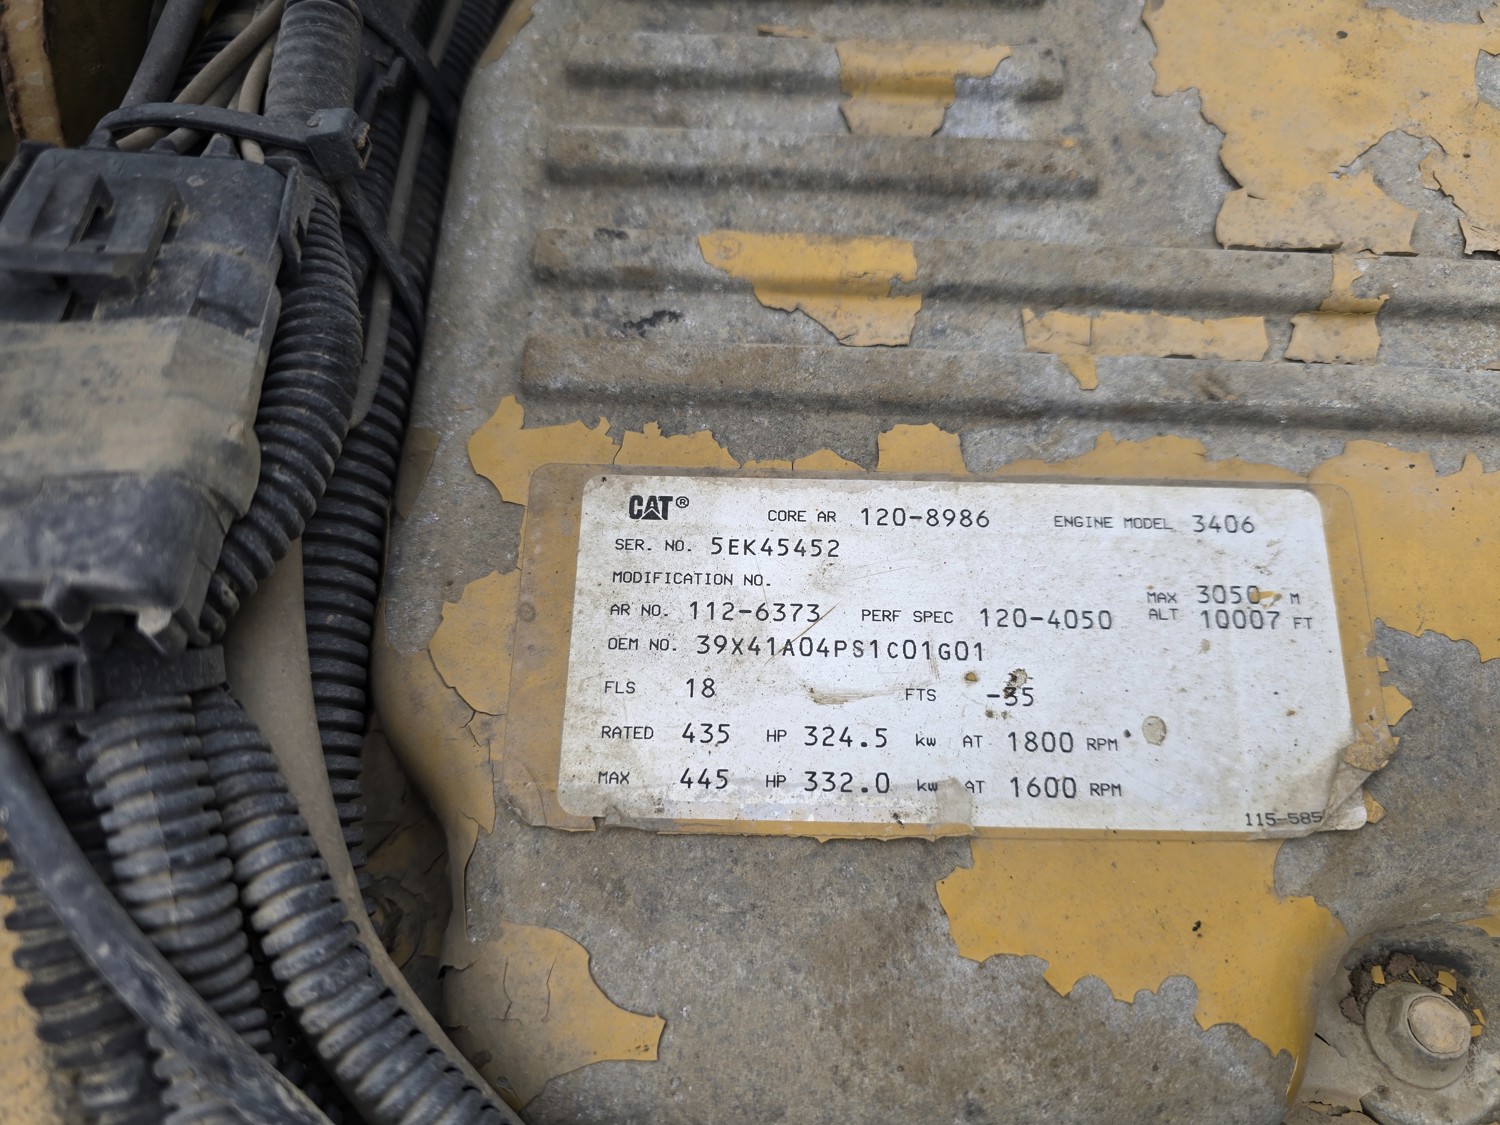 CAT® CORE AR 120-8986 ENGINE MODEL 3406
SER. NO. 5EK45452
MODIFICATION NO.
AR NO. 112-6373 PERF SPEC 120-4050 MAX 3050 M
ALT 10007 FT
OEM NO. 39X41A04PS1C01G01
FLS 18 FTS -35
RATED 435 HP 324.5 kw AT 1800 RPM
MAX 445 HP 332.0 kw AT 1600 RPM
115-585